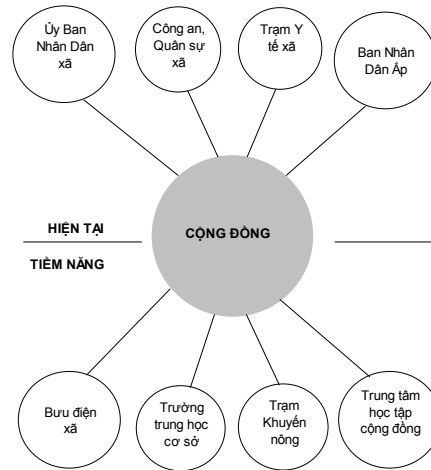 Ủy Ban
Nhân Dân
xã
Công an,
Quân sự
xã
Trạm Y
tế xã
Ban Nhân
Dân Ấp
HIỆN TẠI
CỘNG ĐỒNG
TIỀM NĂNG
Bưu điện
xã
Trường
trung học
cơ sở
Trạm
Khuyến
nông
Trung tâm
học tập
cộng đồng